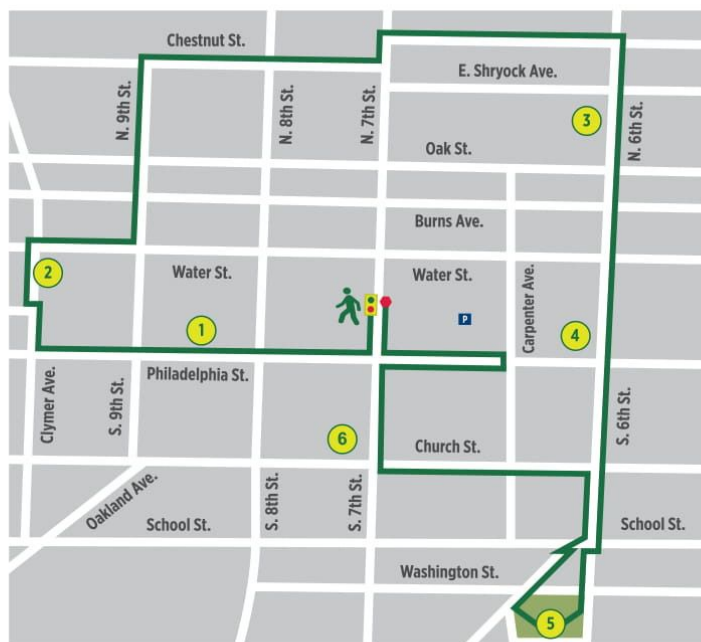 Chestnut St.
E. Shryock Ave.
N. 9th St.
N. 8th St.
N. 7th St.
3
N. 6th St.
Oak St.
Burns Ave.
2
Water St.
Water St.
Carpenter Ave.
P
1
4
Philadelphia St.
Clymer Ave.
S. 9th St.
S. 6th St.
6
Church St.
Oakland Ave.
S. 8th St.
S. 7th St.
School St.
School St.
Washington St.
5